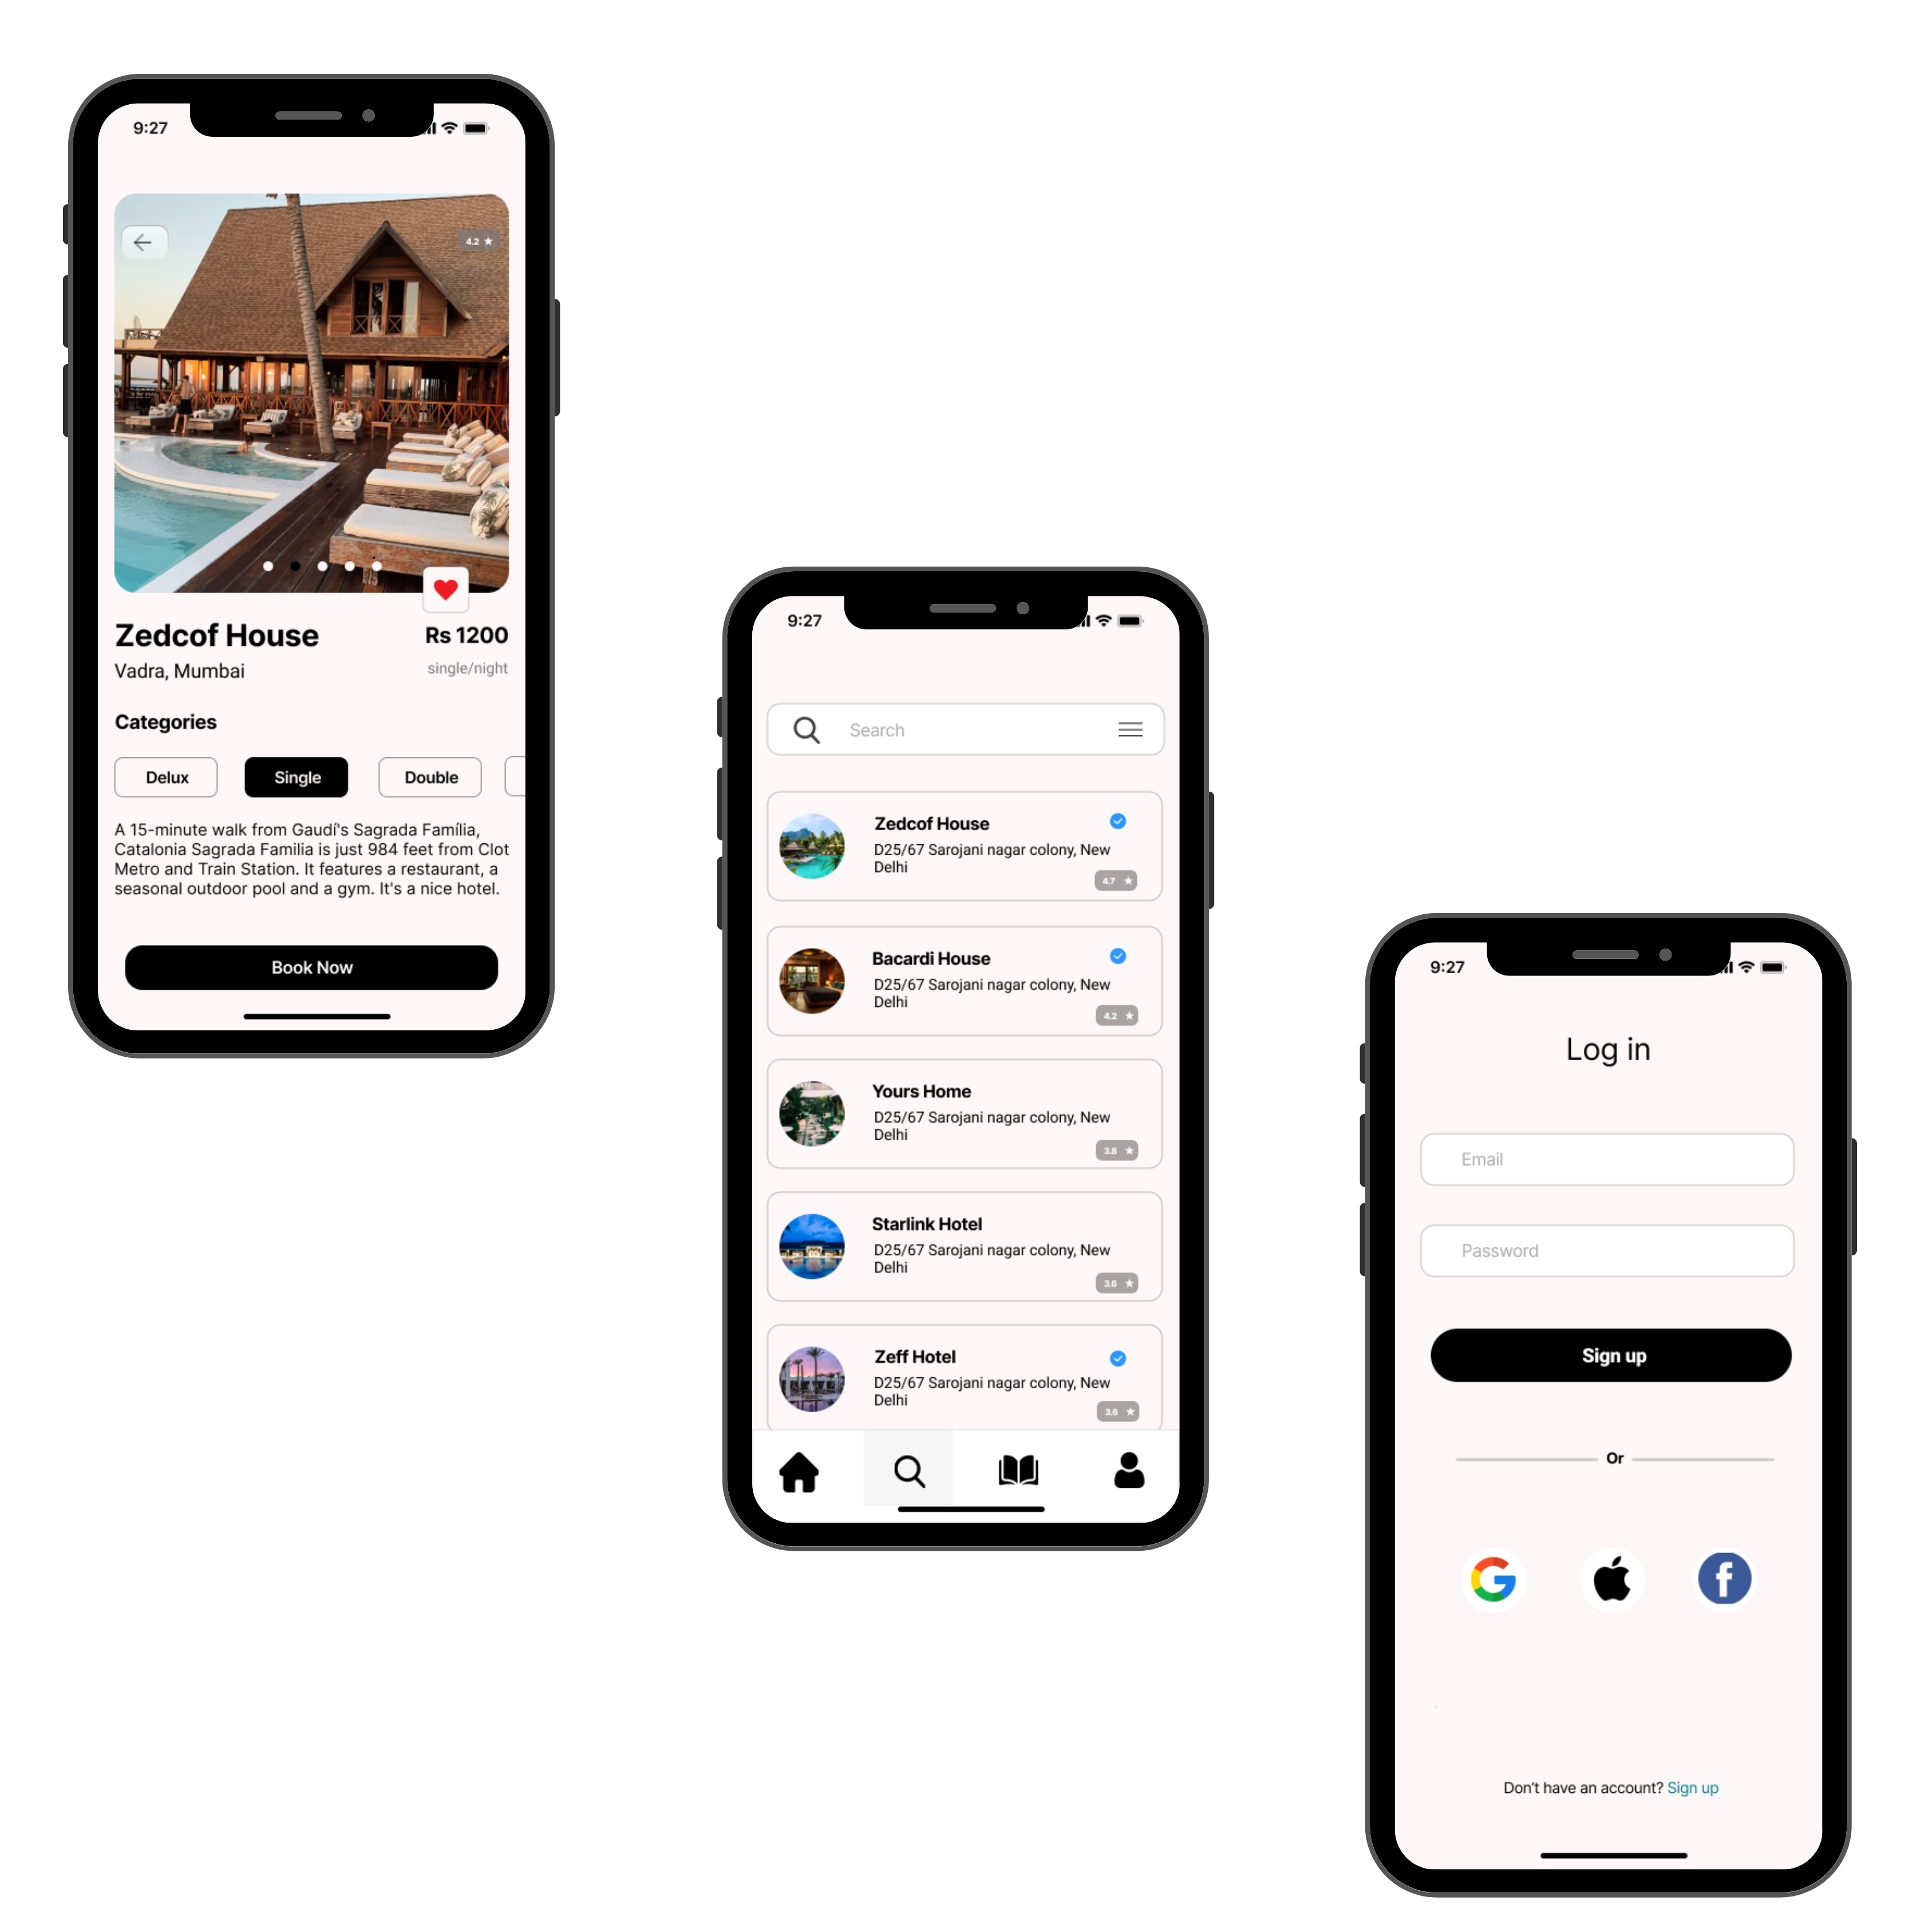 9:27
4.2 ★
Zedcof House
Rs 1200
Vadra, Mumbai
single/night
Categories
Delux
Single
Double
A 15-minute walk from Gaudí's Sagrada Família,
Catalonia Sagrada Familia is just 984 feet from Clot
Metro and Train Station. It features a restaurant, a
seasonal outdoor pool and a gym. It's a nice hotel.
Book Now
9:27
Search
Zedcof House
D25/67 Sarojani nagar colony, New
Delhi
4.7 ★
Bacardi House
D25/67 Sarojani nagar colony, New
Delhi
4.2 ★
Yours Home
D25/67 Sarojani nagar colony, New
Delhi
3.8 ★
Starlink Hotel
D25/67 Sarojani nagar colony, New
Delhi
3.6 ★
Zeff Hotel
D25/67 Sarojani nagar colony, New
Delhi
3.6 ★
9:27
Log in
Email
Password
Sign up
Or
Don't have an account? Sign up